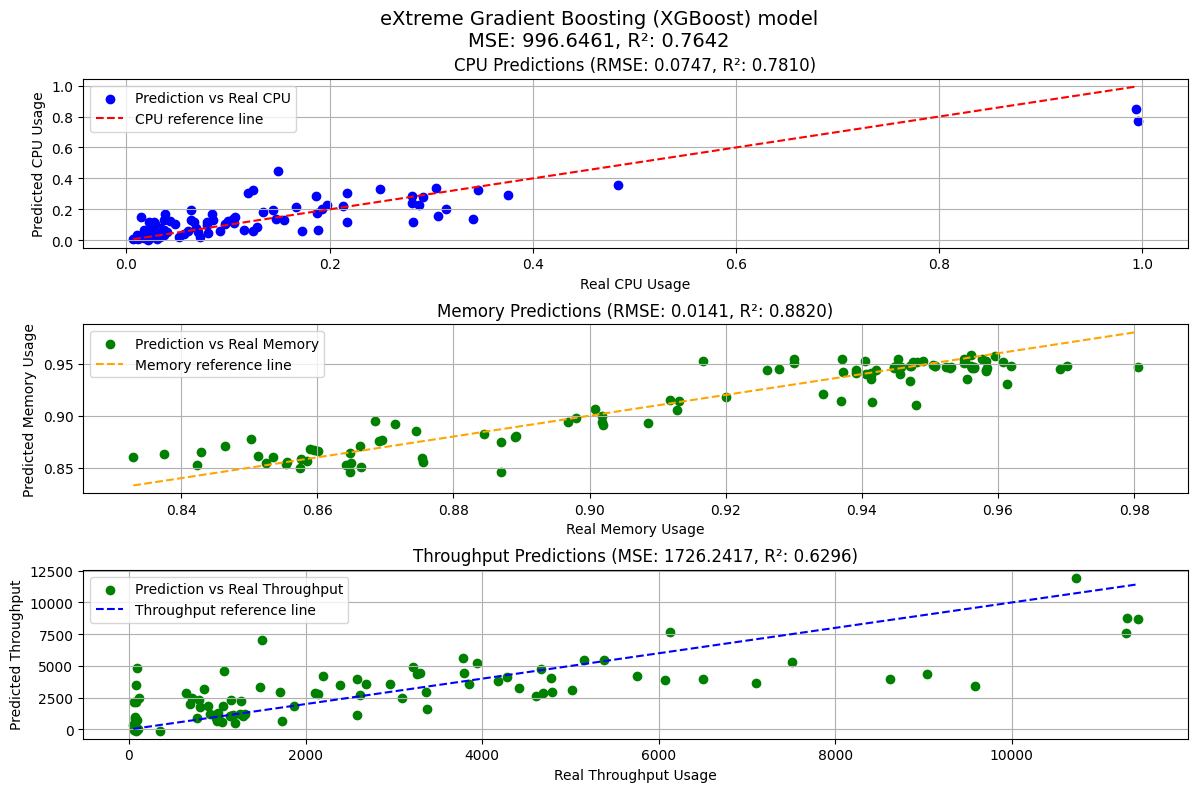 eXtreme Gradient Boosting (XGBoost) model
MSE: 996.6461, R²: 0.7642
CPU Predictions (RMSE: 0.0747, R²: 0.7810)
Predicted CPU Usage
1.0
0.8
0.6
0.4
0.2
0.0
Prediction vs Real CPU
CPU reference line
0.0 0.2 0.4 0.6 0.8 1.0
Real CPU Usage
Memory Predictions (RMSE: 0.0141, R²: 0.8820)
Predicted Memory Usage
0.95
0.90
0.85
Prediction vs Real Memory
Memory reference line
0.84 0.86 0.88 0.90 0.92 0.94 0.96 0.98
Real Memory Usage
Throughput Predictions (MSE: 1726.2417, R²: 0.6296)
Predicted Throughput
12500
10000
7500
5000
2500
0
Prediction vs Real Throughput
Throughput reference line
0 2000 4000 6000 8000 10000
Real Throughput Usage